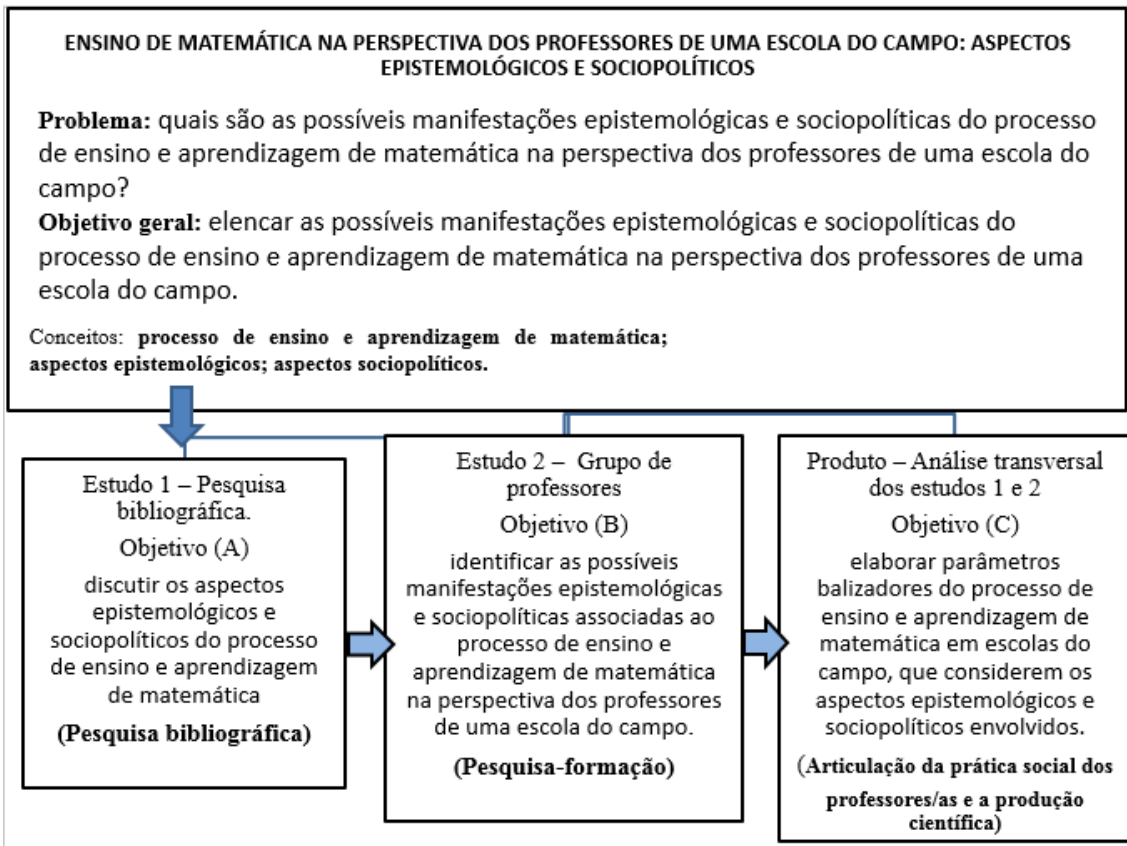 ENSINO DE MATEMÁTICA NA PERSPECTIVA DOS PROFESSORES DE UMA ESCOLA DO CAMPO: ASPECTOS
EPISTEMOLÓGICOS E SOCIOPOLÍTICOS
Problema: quais são as possíveis manifestações epistemológicas e sociopolíticas do processo
de ensino e aprendizagem de matemática na perspectiva dos professores de uma escola do
campo?
Objetivo geral: elencar as possíveis manifestações epistemológicas e sociopolíticas do
processo de ensino e aprendizagem de matemática na perspectiva dos professores de uma
escola do campo.
Conceitos: processo de ensino e aprendizagem de matemática;
aspectos epistemológicos; aspectos sociopolíticos.
Estudo 1 – Pesquisa
bibliográfica.
Objetivo (A)
discutir os aspectos
epistemológicos e
sociopolíticos do processo
de ensino e aprendizagem
de matemática
(Pesquisa bibliográfica)
Estudo 2 – Grupo de
professores
Objetivo (B)
identificar as possíveis
manifestações epistemológicas
e sociopolíticas associadas ao
processo de ensino e
aprendizagem de matemática
na perspectiva dos professores
de uma escola do campo.
(Pesquisa-formação)
Produto – Análise transversal
dos estudos 1 e 2
Objetivo (C)
elaborar parâmetros
balizadores do processo de
ensino e aprendizagem de
matemática em escolas do
campo, que considerem os
aspectos epistemológicos e
sociopolíticos envolvidos.
(Articulação da prática social dos
professores/as e a produção
científica)